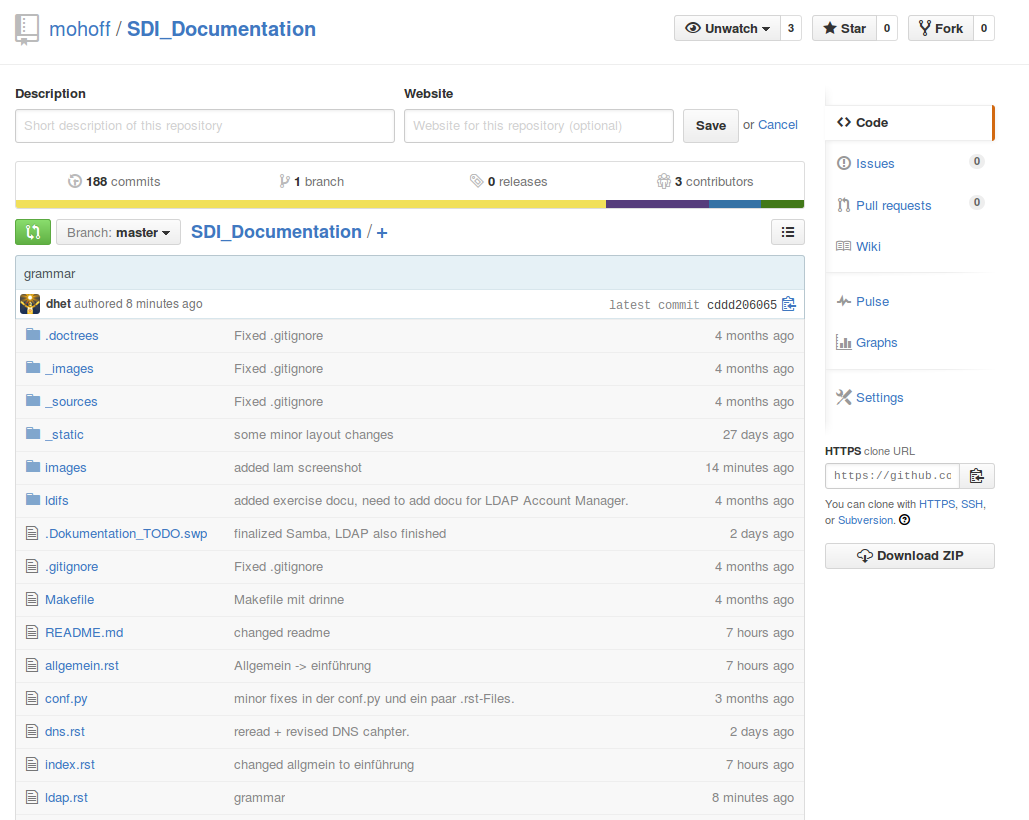 mohoff / SDI_Documentation
Unwatch 3 Star 0 Fork 0
Description Website
Short description of this repository Website for this repository (optional) Save or Cancel
188 commits 1 branch 0 releases 3 contributors
Branch: master SDI_Documentation / +
grammar
dhet authored 8 minutes ago latest commit cddd206065
.doctrees Fixed .gitignore 4 months ago
_images Fixed .gitignore 4 months ago
_sources Fixed .gitignore 4 months ago
_static some minor layout changes 27 days ago
images added lam screenshot 14 minutes ago
ldifs added exercise docu, need to add docu for LDAP Account Manager. 4 months ago
.Dokumentation_TODO.swp finalized Samba, LDAP also finished 2 days ago
.gitignore Fixed .gitignore 4 months ago
Makefile Makefile mit drinne 4 months ago
README.md changed readme 7 hours ago
allgemein.rst Allgemein -> einführung 7 hours ago
conf.py minor fixes in der conf.py und ein paar .rst-Files. 3 months ago
dns.rst reread + revised DNS cahpter. 2 days ago
index.rst changed allgmein to einführung 7 hours ago
ldap.rst grammar 8 minutes ago
Code
Issues 0
Pull requests 0
Wiki
Pulse
Graphs
Settings
HTTPS clone URL
https://github.cc
You can clone with HTTPS, SSH,
or Subversion.
Download ZIP